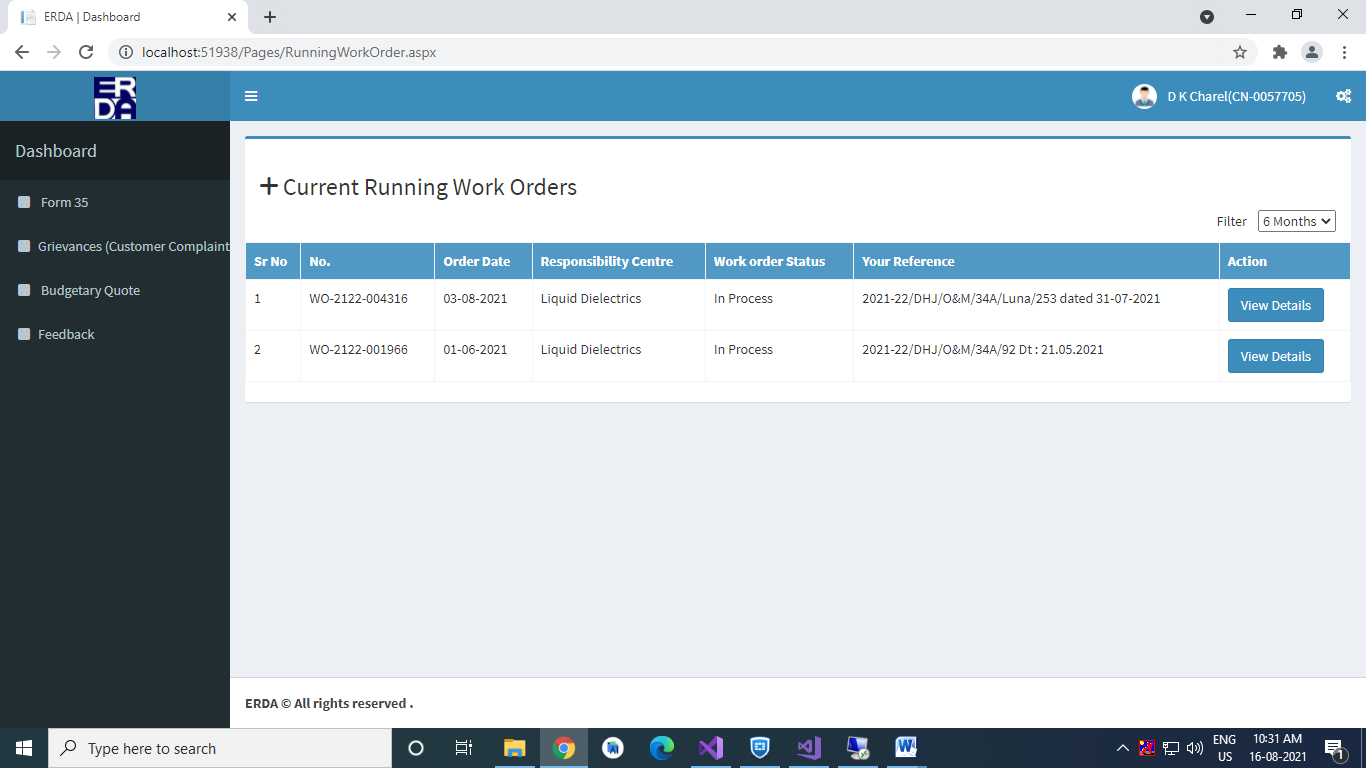 ERDA | Dashboard
localhost:51938/Pages/RunningWorkOrder.aspx
ER
DA
D K Charel(CN-0057705)
Dashboard
Form 35
Grievances (Customer Complaint
Budgetary Quote
Feedback
Current Running Work Orders
Filter 6 Months
Sr No No. Order Date Responsibility Centre Work order Status Your Reference Action
1 WO-2122-004316 03-08-2021 Liquid Dielectrics In Process 2021-22/DHJ/O&M/34A/Luna/253 dated 31-07-2021 View Details
2 WO-2122-001966 01-06-2021 Liquid Dielectrics In Process 2021-22/DHJ/O&M/34A/92 Dt : 21.05.2021 View Details
ERDA © All rights reserved .
Type here to search
ENG
US
10:31 AM
16-08-2021
1